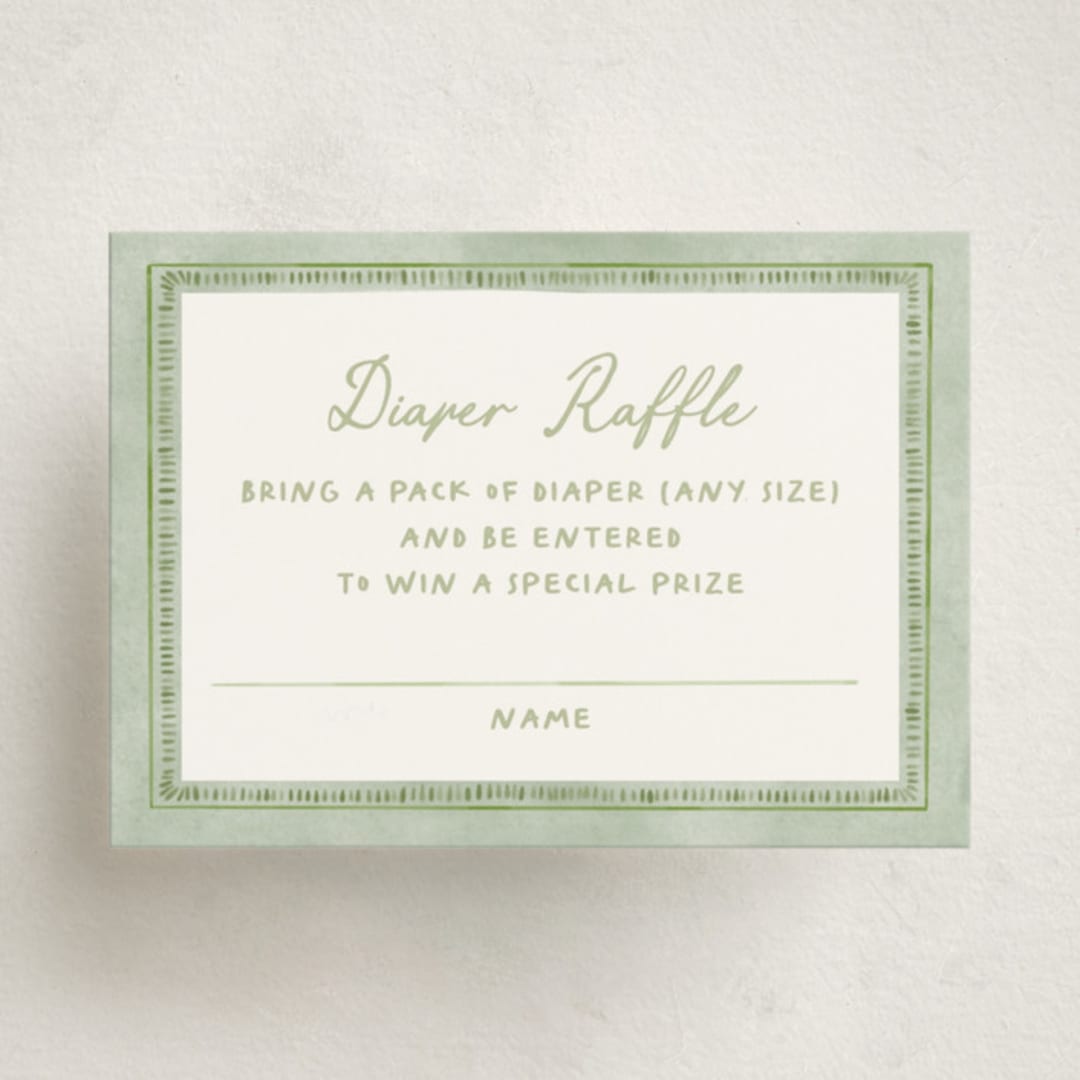 Diaper Raffle
BRING A PACK OF DIAPER (ANY SIZE)
AND BE ENTERED
TO WIN A SPECIAL PRIZE
NAME